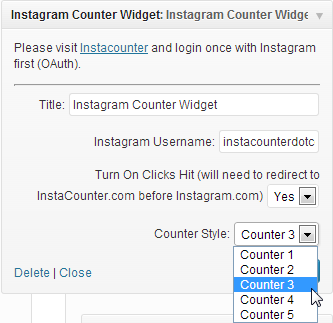 Instagram Counter Widget: Instagram Counter Widge
Please visit Instacounter and login once with Instagram
first (OAuth).
Title: Instagram Counter Widget
Instagram Username: instacounterdotc
Turn On Clicks Hit (will need to redirect to
InstaCounter.com before Instagram.com) Yes
Counter Style: Counter 3
Counter 1
Counter 2
Counter 3
Counter 4
Counter 5
Delete | Close